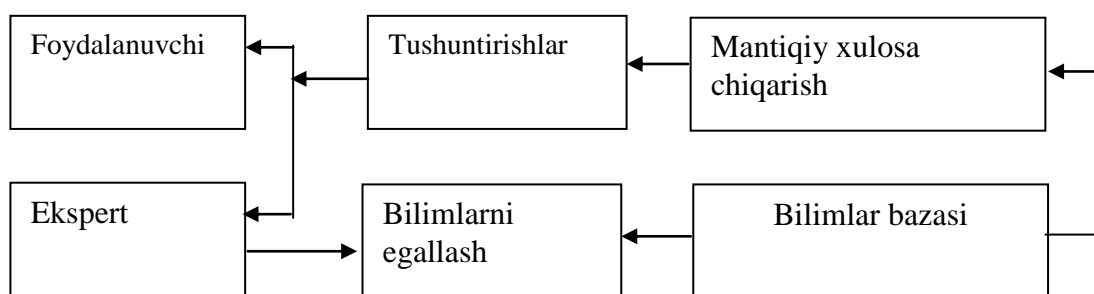 Foydalanuvchi
Tushuntirishlar
Mantiqiy xulosa
chiqarish
Ekspert
Bilimlarni
egallash
Bilimlar bazasi